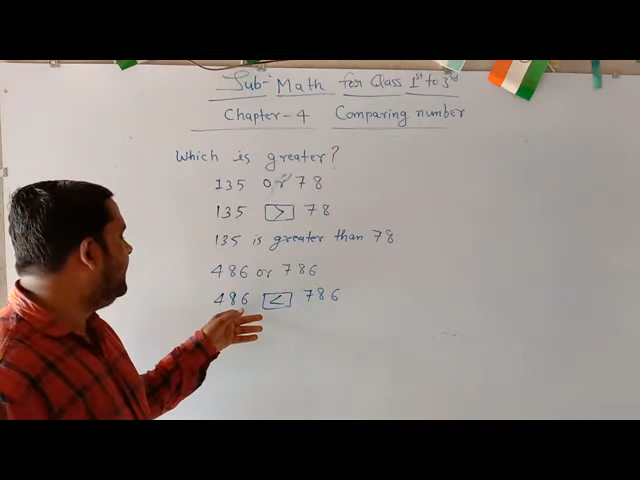 Sub- Math for Class 1st to 3rd
Chapter-4 Comparing number
Which is greater?
135 or 78
135 > 78
135 is greater than 78
486 or 786
486 < 786